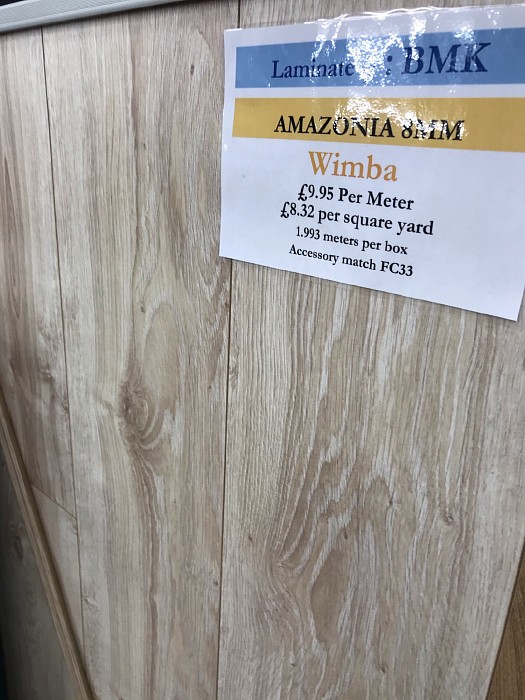 Laminate : BMK
AMAZONIA 8MM
Wimba
£9.95 Per Meter
£8.32 per square yard
1.993 meters per box
Accessory match FC33